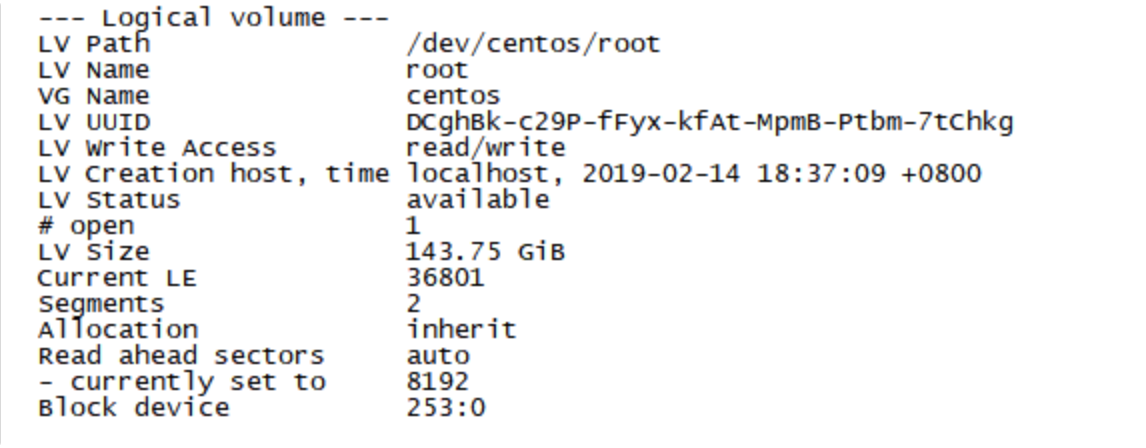 --- Logical volume ---
LV Path                /dev/centos/root
LV Name                root
VG Name                centos
LV UUID                DCghBk-c29P-fFyx-kfAt-MpmB-Ptbm-7tChkg
LV Write Access        read/write
LV Creation host, time localhost, 2019-02-14 18:37:09 +0800
LV Status              available
# open                 1
LV Size                143.75 GiB
Current LE             36801
Segments               2
Allocation             inherit
Read ahead sectors     auto
- currently set to     8192
Block device           253:0